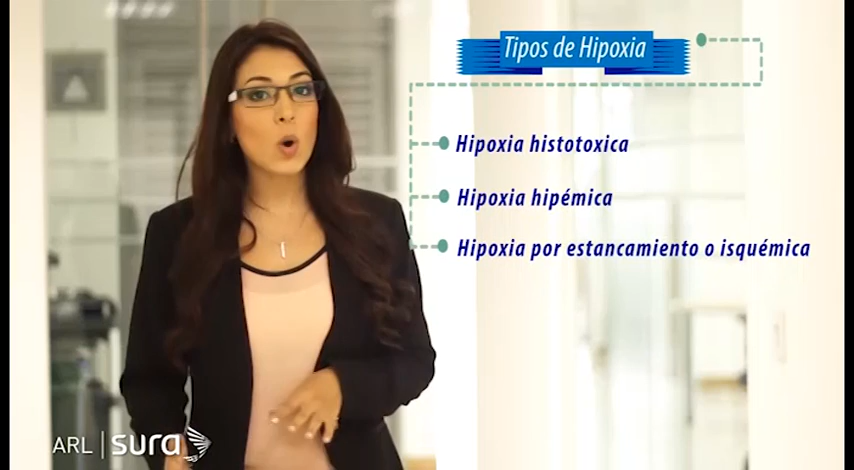 Tipos de Hipoxia
Hipoxia histotoxica
Hipoxia hipémica
Hipoxia por estancamiento o isquémica
ARL | sura